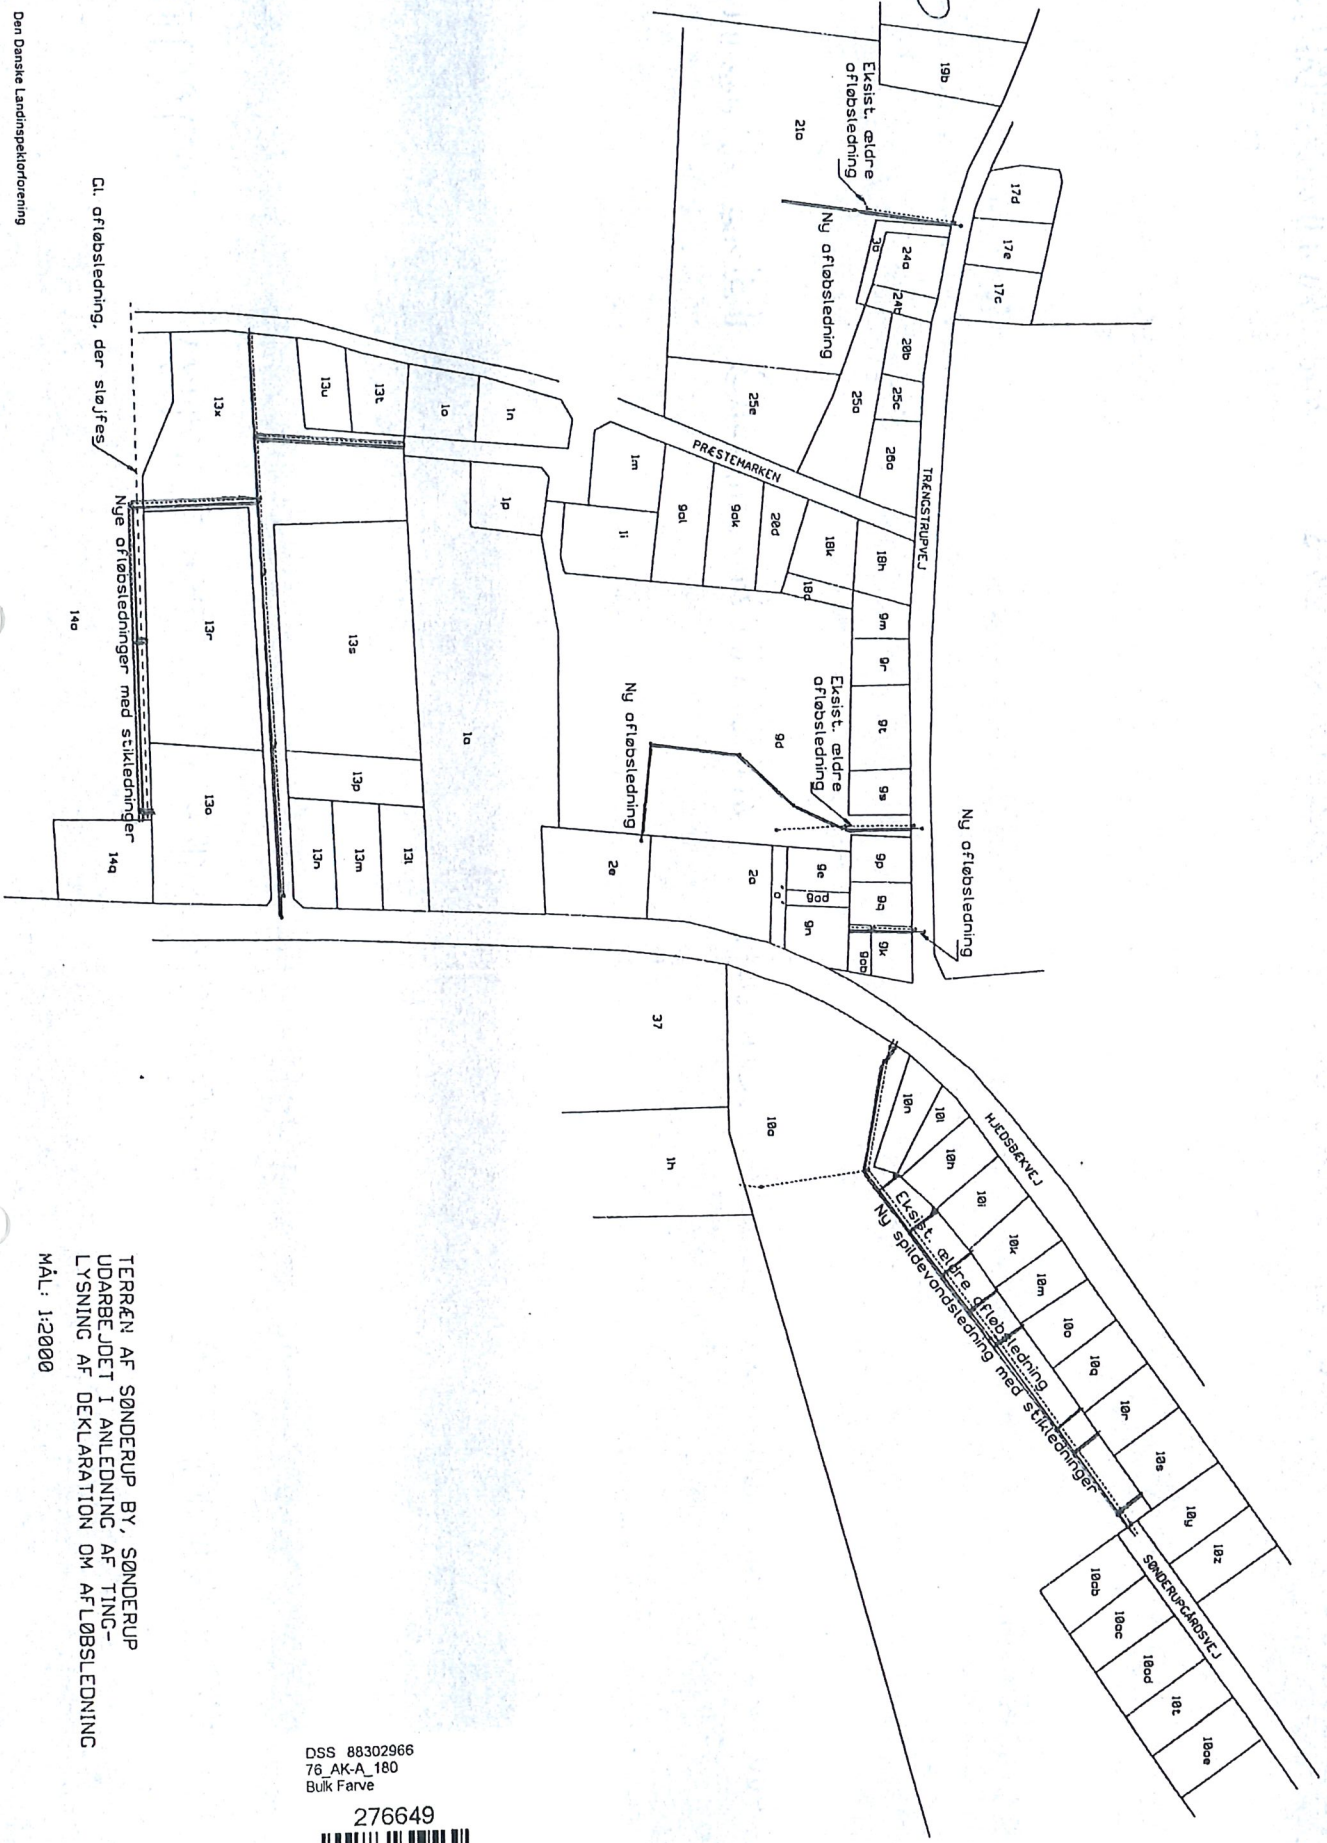 Den Danske Landinspektørforening
19b
21a
Eksist. ældre
afløbsledning
17d
17e
17c
Ny afløbsledning
3a
24a
24b
20b
25c
25a
26a
25e
TRÆNGSTRUPVEJ
PRÆSTEMARKEN
Gl. afløbsledning, der sløjfes
13x
13u
13t
1o
1n
1m
1p
1i
9al
9ak
20d
18k
18h
18d
9m
9r
9t
9s
9d
Eksist. ældre
afløbsledning
Ny afløbsledning
Ny afløbsledning
14a
Nye afløbsledninger med stikledninger
13r
13s
13p
13o
13n
13m
13l
1a
14q
2e
2a
9e
9ad
9n
9p
9q
9k
9ab
37
1h
10a
HJEDSBÆKVEJ
10n
10l
10h
10i
10k
10m
10o
10q
10r
10s
10y
10z
Eksist. ældre afløbsledning
Ny spildevandsledning med stikledninger
SØNDERUPGÅRDSVEJ
10ab
10ac
10ad
10t
10ae
TERRÆN AF SØNDERUP BY, SØNDERUP
UDARBEJDET I ANLEDNING AF TING-
LYSNING AF DEKLARATION OM AFLØBSLEDNING
MÅL: 1:2000
DSS 88302966
76_AK-A_180
Bulk Farve
276649